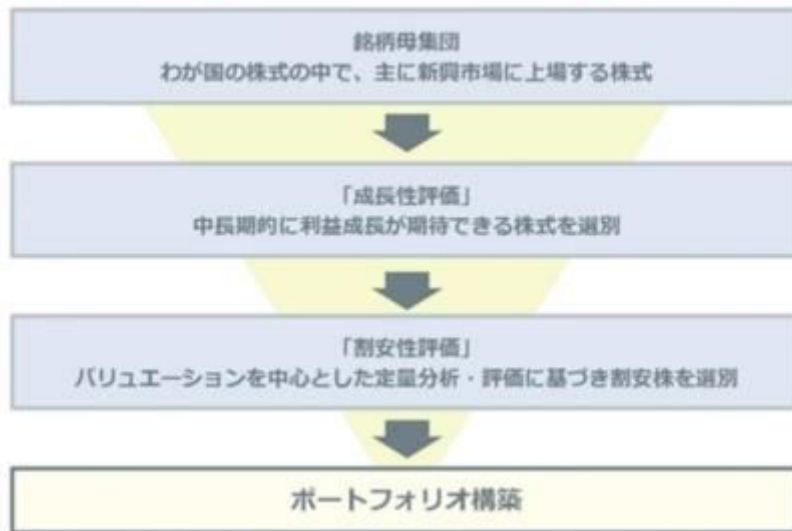 銘柄母集団
わが国の株式の中で、主に新興市場に上場する株式
「成長性評価」
中長期的に利益成長が期待できる株式を選別
「割安性評価」
バリュエーションを中心とした定量分析・評価に基づき割安株を選別
ポートフォリオ構築